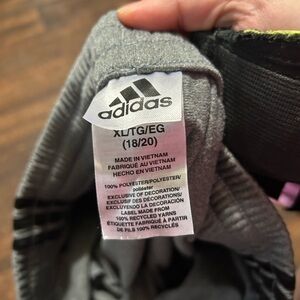 adidas
XL/TG/EG
(18/20)
MADE IN VIETNAM
FABRIQUÉ AU VIETNAM
HECHO EN VIETNAM
100% POLYESTER/POLYESTER/
poliéster
EXCLUSIVE OF DECORATION/
EXCLUSIF DES DÉCORATIONS/
EXCLUYENDO LA DECORACIÓN
LABEL MADE FROM
100% RECYCLED YARNS
ÉTIQUETTE FABRIQUÉE À PARTIR
DE FILS 100% RECYCLÉS